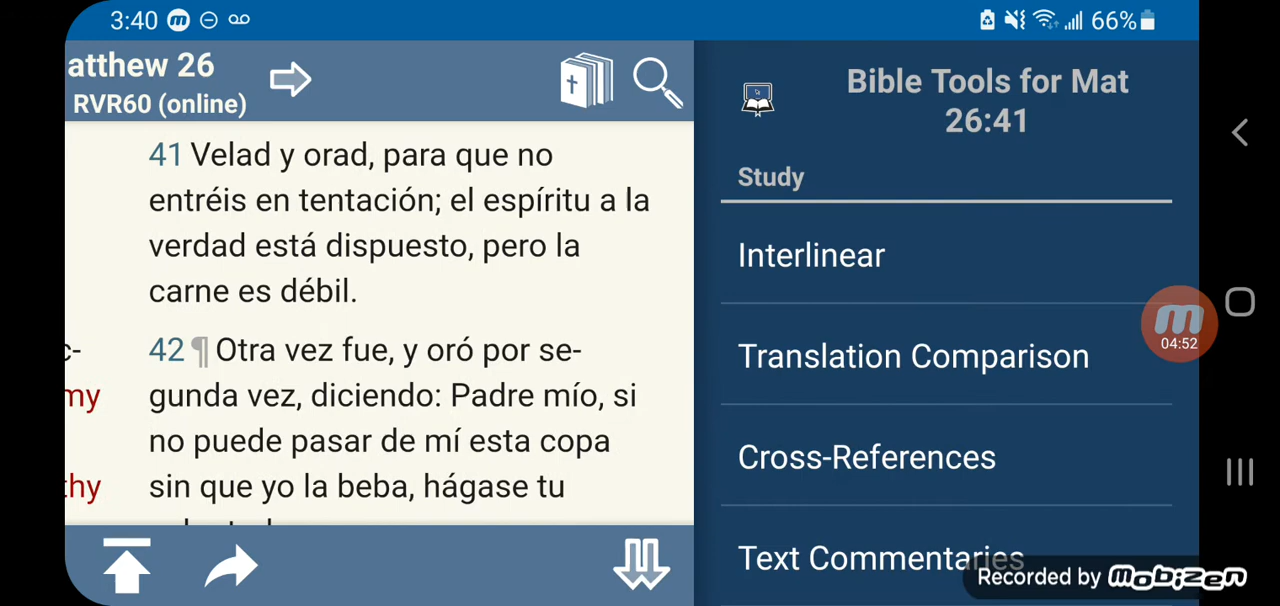 3:40
66%
atthew 26
RVR60 (online)
41 Velad y orad, para que no
entréis en tentación; el espíritu a la
verdad está dispuesto, pero la
carne es débil.
c-
42 ¶ Otra vez fue, y oró por se-
my
gunda vez, diciendo: Padre mío, si
no puede pasar de mí esta copa
thy
sin que yo la beba, hágase tu
Bible Tools for Mat
26:41
Study
Interlinear
Translation Comparison
Cross-References
Text Commentaries
04:52
Recorded by Mobizen